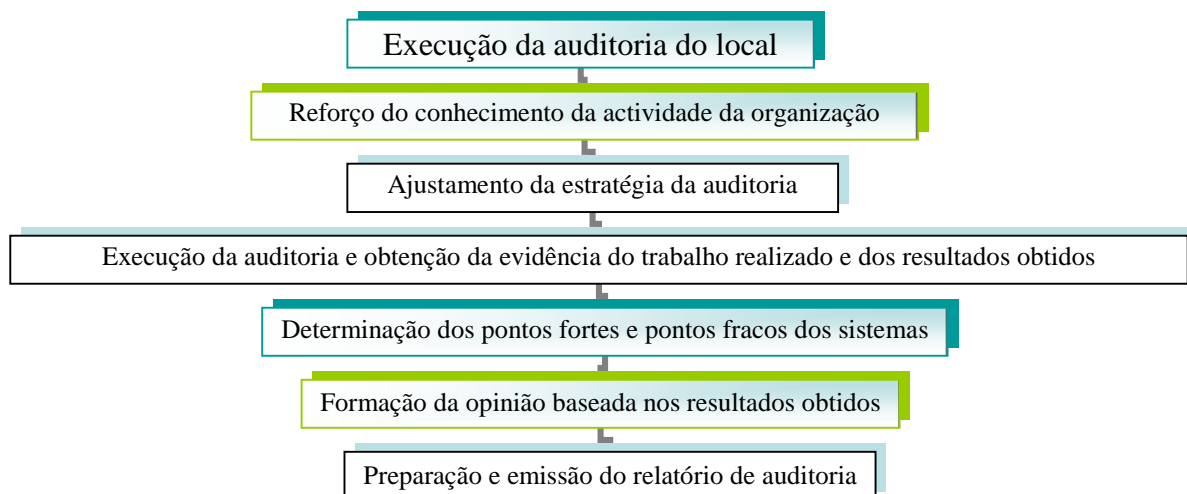 Execução da auditoria do local
Reforço do conhecimento da actividade da organização
Ajustamento da estratégia da auditoria
Execução da auditoria e obtenção da evidência do trabalho realizado e dos resultados obtidos
Determinação dos pontos fortes e pontos fracos dos sistemas
Formação da opinião baseada nos resultados obtidos
Preparação e emissão do relatório de auditoria